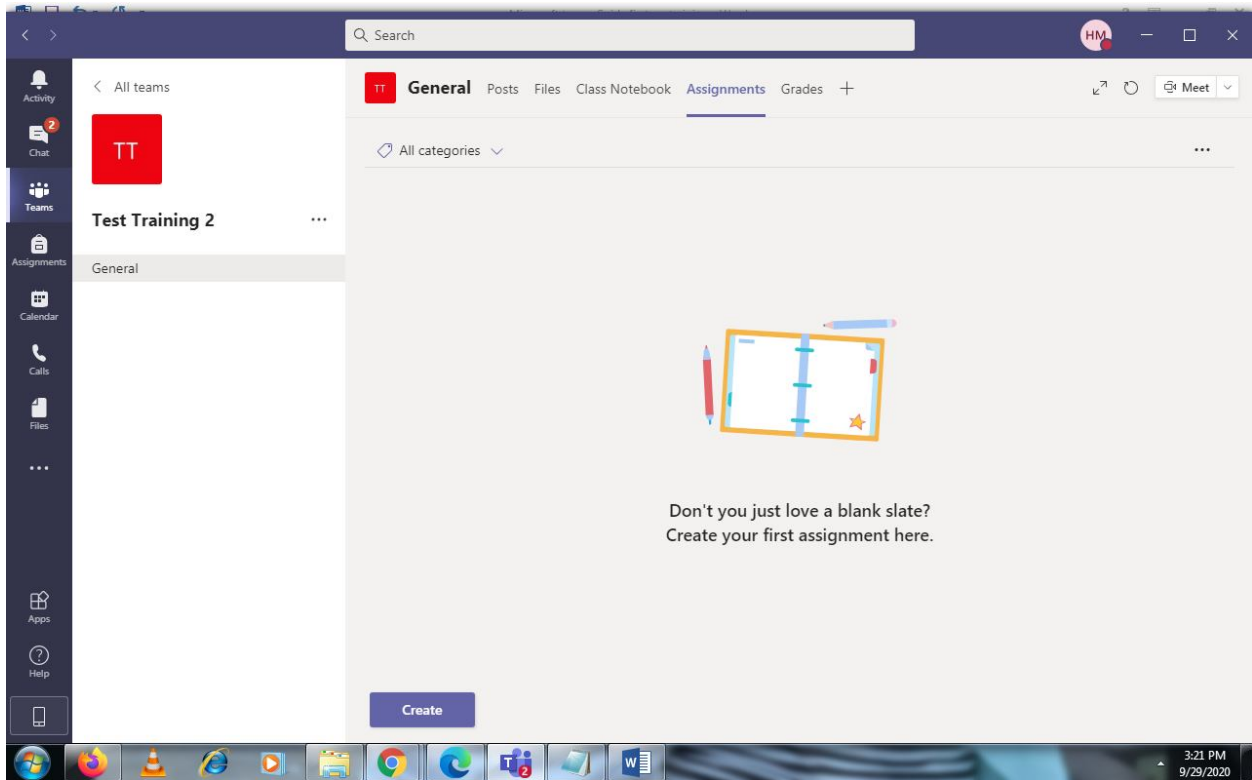 Search
HM
Activity
2
Chat
Teams
Assignments
Calendar
Calls
Files
Apps
Help
All teams
TT
Test Training 2
General
TT General Posts Files Class Notebook Assignments Grades
Meet
All categories
Don't you just love a blank slate?
Create your first assignment here.
Create
T
2
W
3:21 PM
9/29/2020